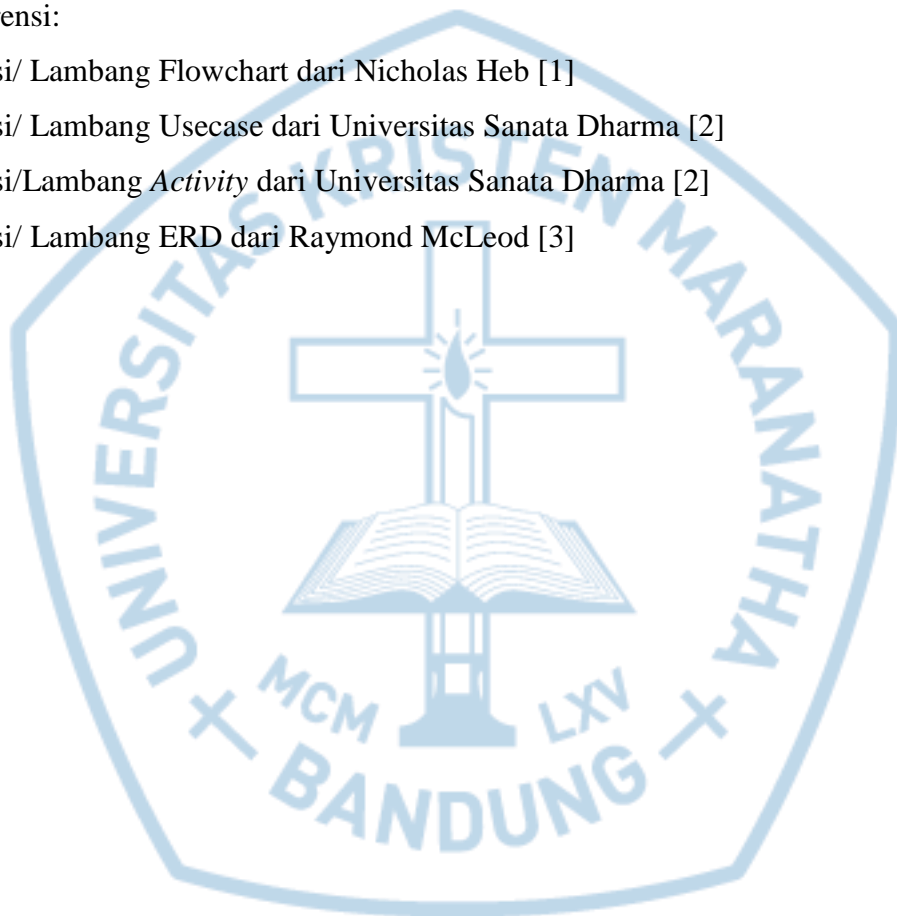 rensi:
si/ Lambang Flowchart dari Nicholas Heb [1]
si/ Lambang Usecase dari Universitas Sanata Dharma [2]
si/Lambang Activity dari Universitas Sanata Dharma [2]
si/ Lambang ERD dari Raymond McLeod [3]
UNIVERSITAS KRISTEN MARANATHA
MCM LXV
BANDUNG